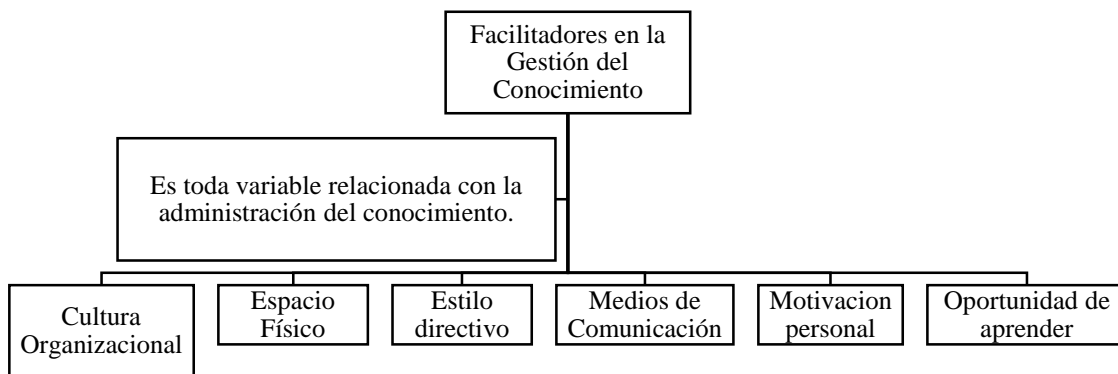 Facilitadores en la
Gestión del
Conocimiento
Es toda variable relacionada con la
administración del conocimiento.
Cultura
Organizacional
Espacio
Físico
Estilo
directivo
Medios de
Comunicación
Motivacion
personal
Oportunidad de
aprender